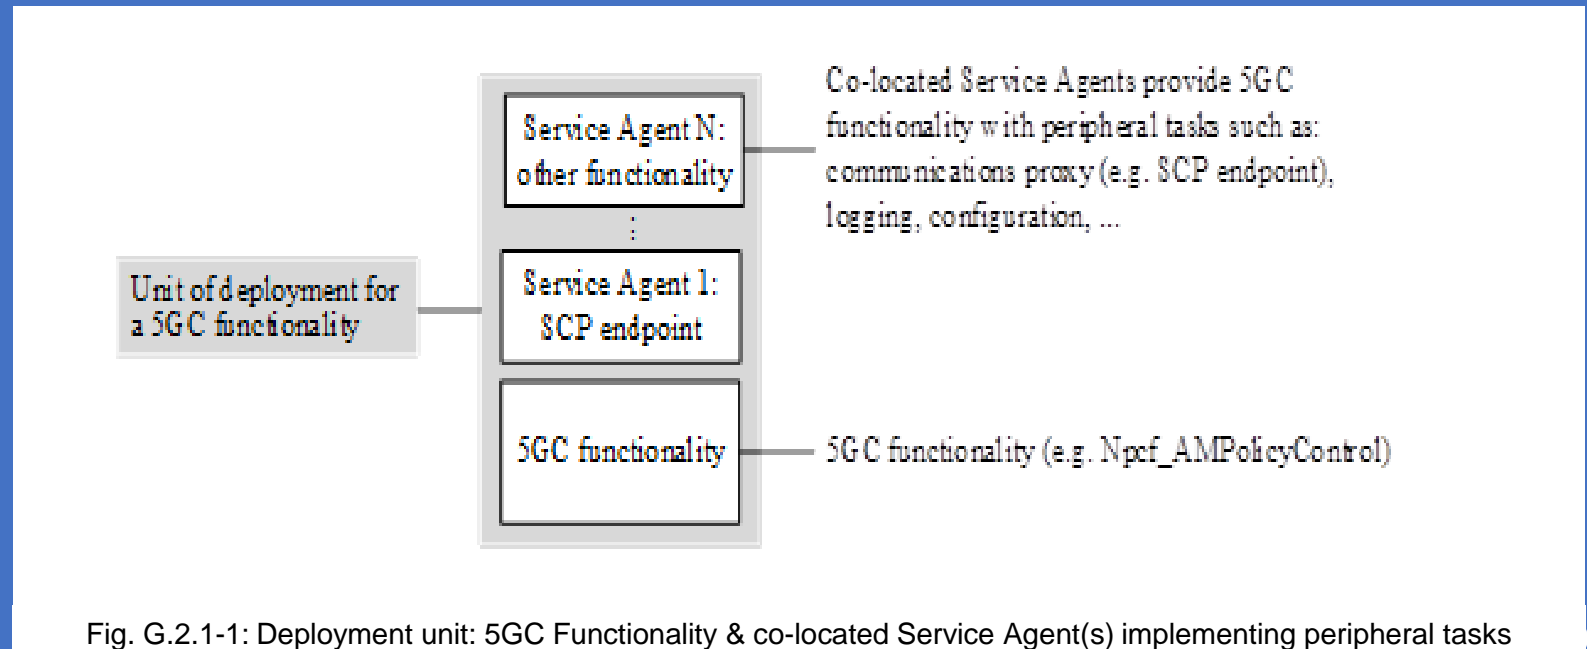 Co-located Service Agents provide 5GC
functionality with peripheral tasks such as:
communications proxy (e.g. SCP endpoint),
logging, configuration, ...
Service Agent N:
other functionality
⋮
Service Agent 1:
SCP endpoint
Unit of deployment for
a 5GC functionality
5GC functionality
5GC functionality (e.g. Npcf_AMPolicyControl)
Fig. G.2.1-1: Deployment unit: 5GC Functionality & co-located Service Agent(s) implementing peripheral tasks